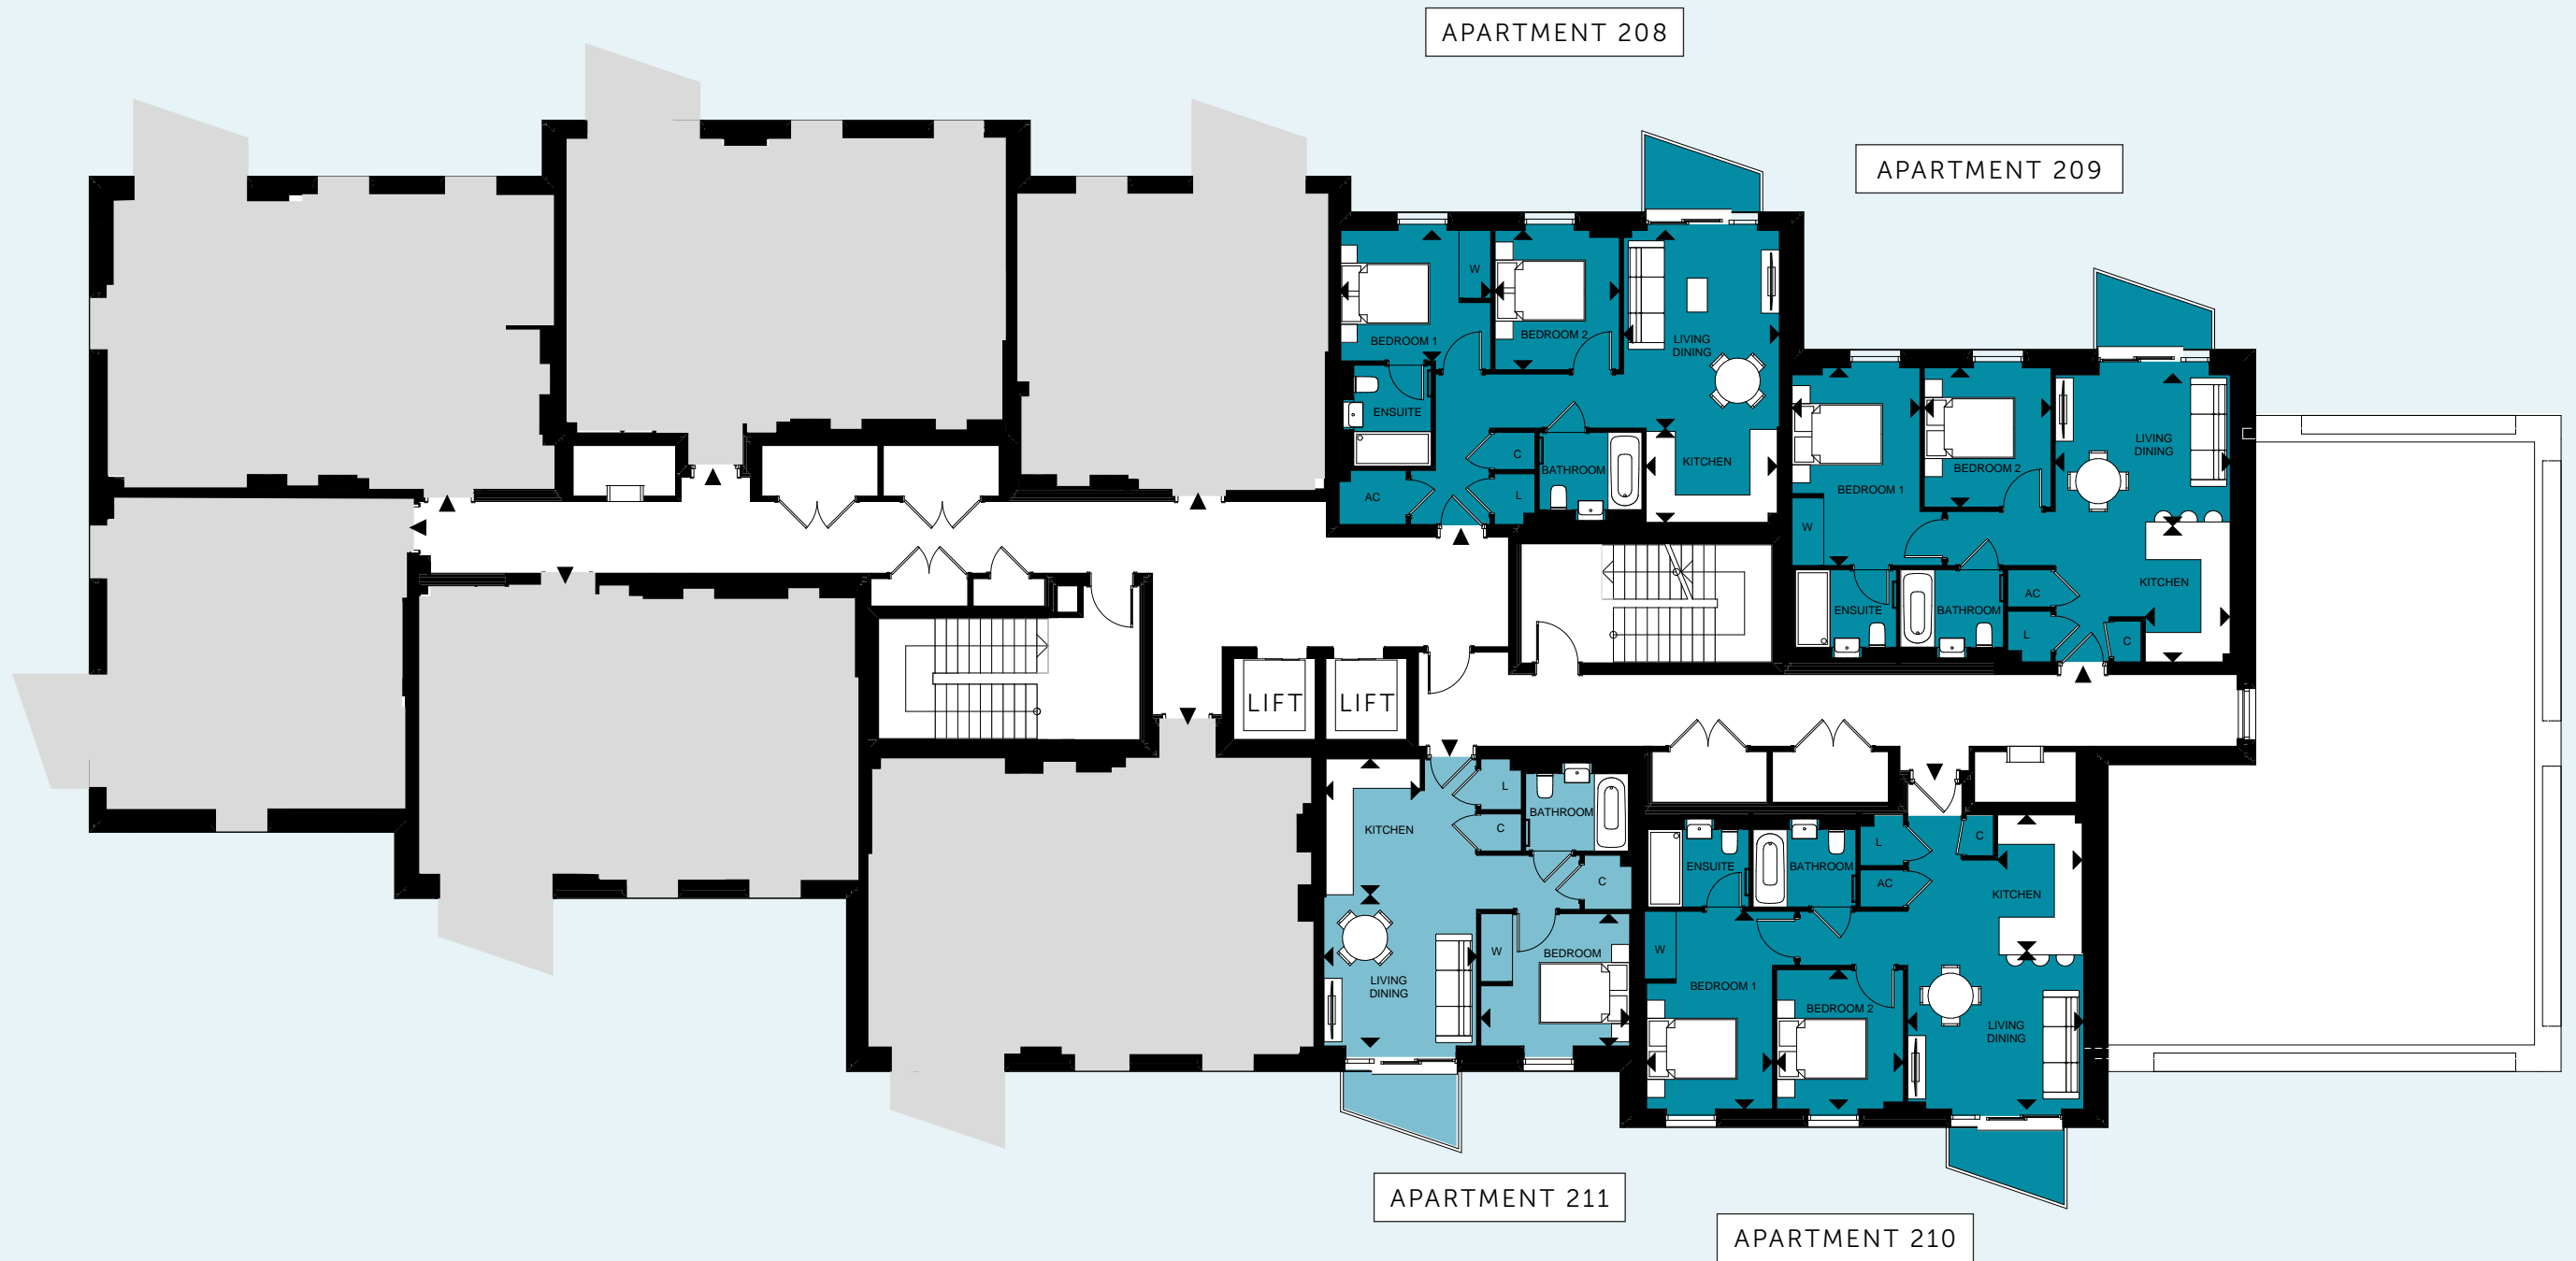 APARTMENT 208
APARTMENT 209
W
BEDROOM 1
BEDROOM 2
LIVING
DINING
ENSUITE
C
BATHROOM
KITCHEN
AC
L
BEDROOM 1
BEDROOM 2
LIVING
DINING
W
KITCHEN
ENSUITE
BATHROOM
AC
L
C
LIFT
LIFT
KITCHEN
L
C
BATHROOM
C
W
BEDROOM
LIVING
DINING
ENSUITE
BATHROOM
L
C
AC
KITCHEN
W
BEDROOM 1
BEDROOM 2
LIVING
DINING
APARTMENT 211
APARTMENT 210